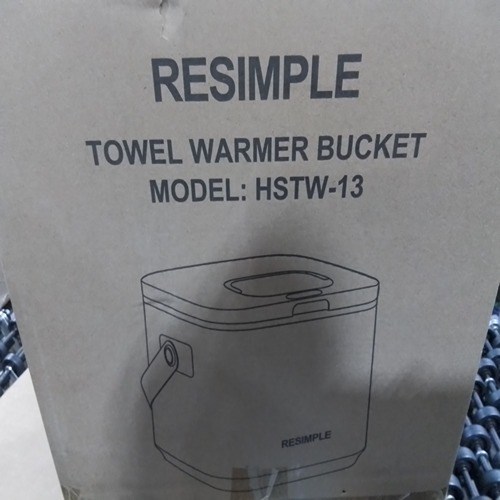 RESIMPLE
TOWEL WARMER BUCKET
MODEL: HSTW-13
RESIMPLE